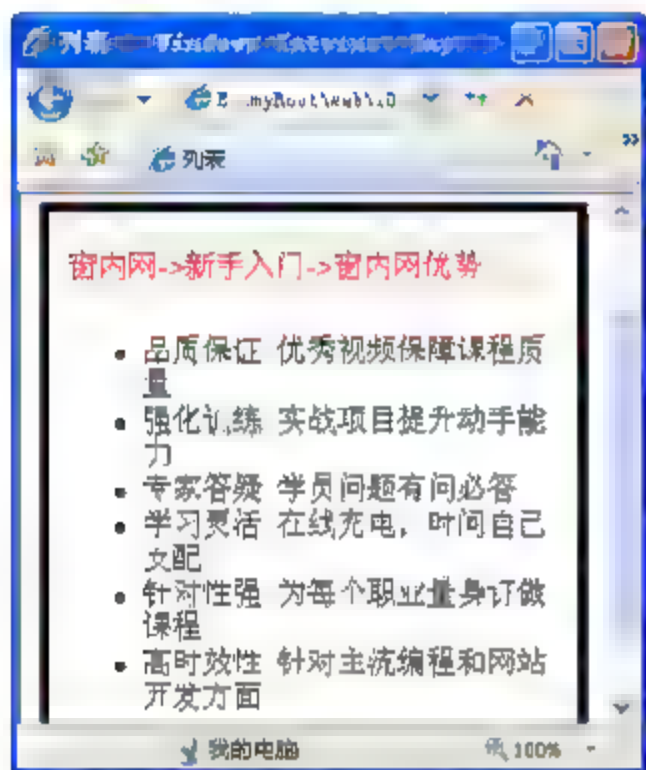 列表 - Windows Internet Explorer
列表
窗内网->新手入门->窗内网优势
品质保证 优秀视频保障课程质
量
强化训练 实战项目提升动手能
力
专家答疑 学员问题有问必答
学习灵活 在线充电，时间自己
支配
针对性强 为每个职业量身订做
课程
高时效性 针对主流编程和网站
开发方面
我的电脑 100%